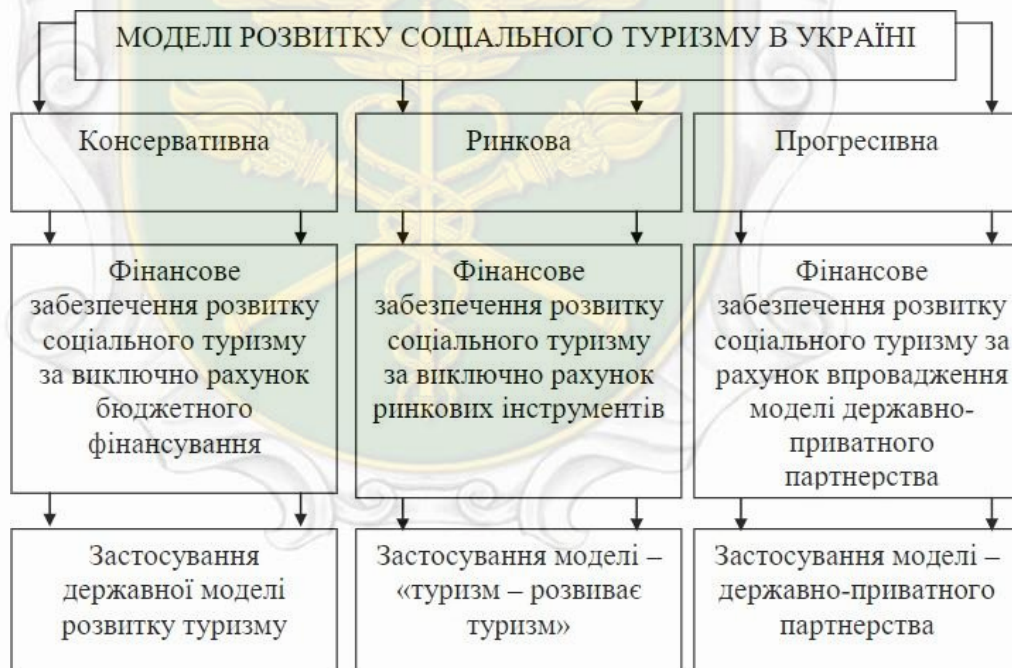 МОДЕЛІ РОЗВИТКУ СОЦІАЛЬНОГО ТУРИЗМУ В УКРАЇНІ
Консервативна
Ринкова
Прогресивна
Фінансове
забезпечення розвитку
соціального туризму
за виключно рахунок
бюджетного
фінансування
Фінансове
забезпечення розвитку
соціального туризму
за виключно рахунок
ринкових інструментів
Фінансове
забезпечення розвитку
соціального туризму за
рахунок впровадження
моделі державно-
приватного
партнерства
Застосування
державної моделі
розвитку туризму
Застосування моделі –
«туризм – розвиває
туризм»
Застосування моделі –
державно-приватного
партнерства